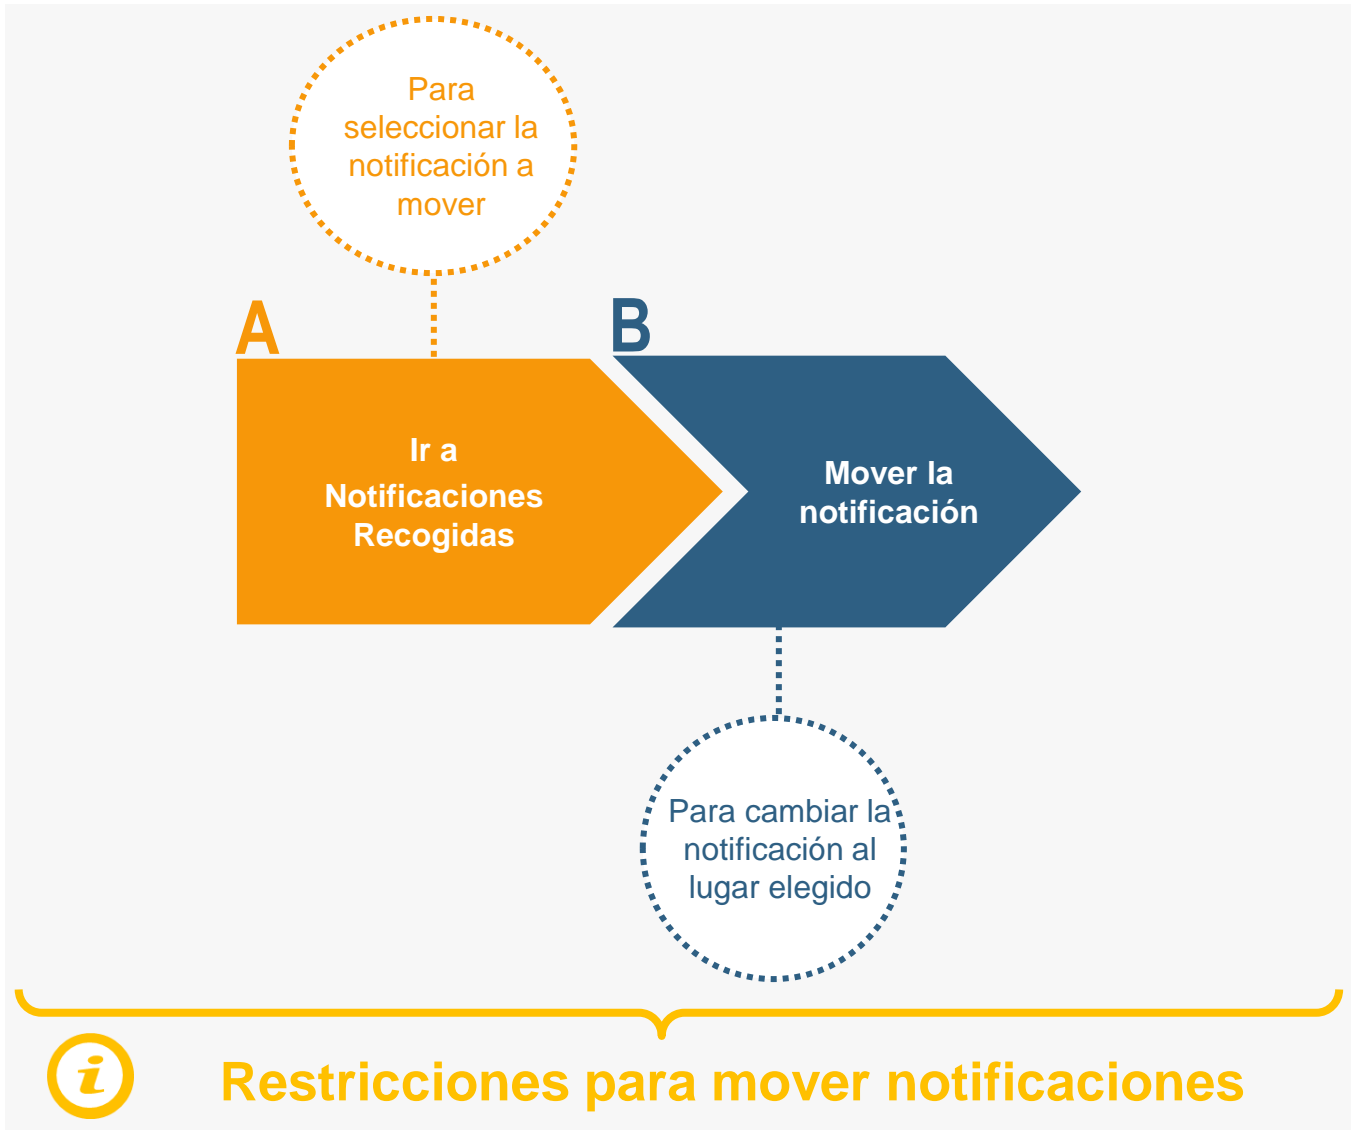 Para
seleccionar la
notificación a
mover
A
B
Ir a
Notificaciones
Recogidas
Mover la
notificación
Para cambiar la
notificación al
lugar elegido
i
Restricciones para mover notificaciones